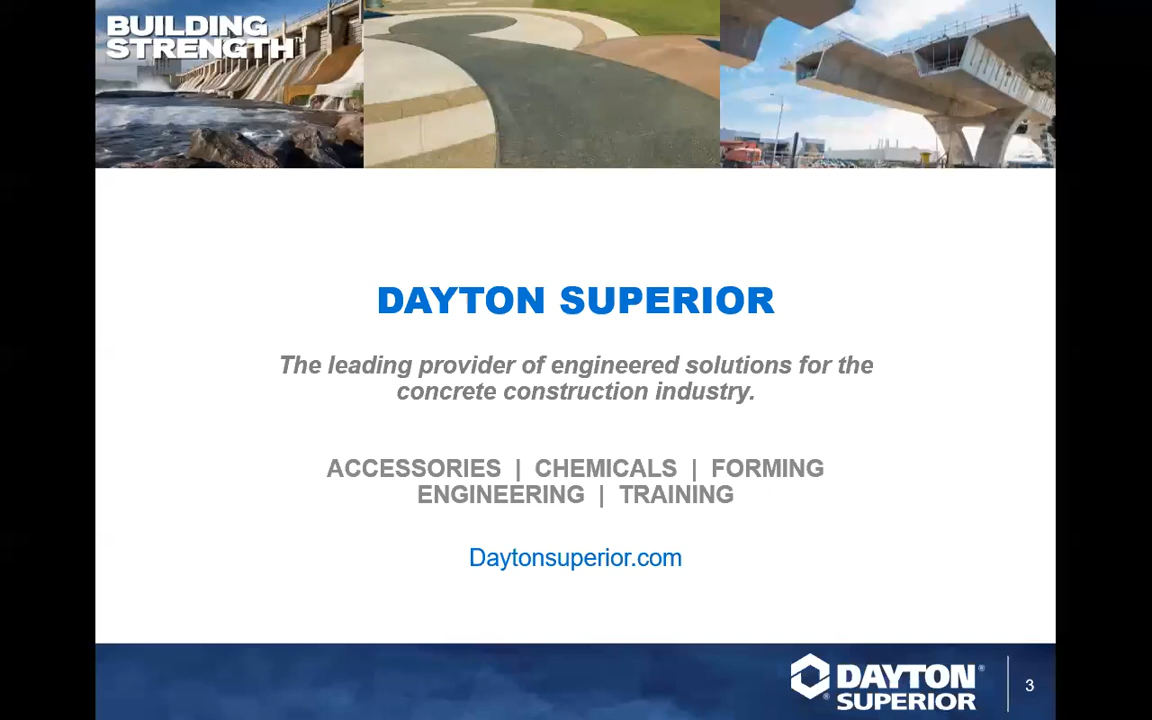 BUILDING
STRENGTH™
DAYTON SUPERIOR
The leading provider of engineered solutions for the
concrete construction industry.
ACCESSORIES | CHEMICALS | FORMING
ENGINEERING | TRAINING
Daytonsuperior.com
DAYTON®
®SUPERIOR
3